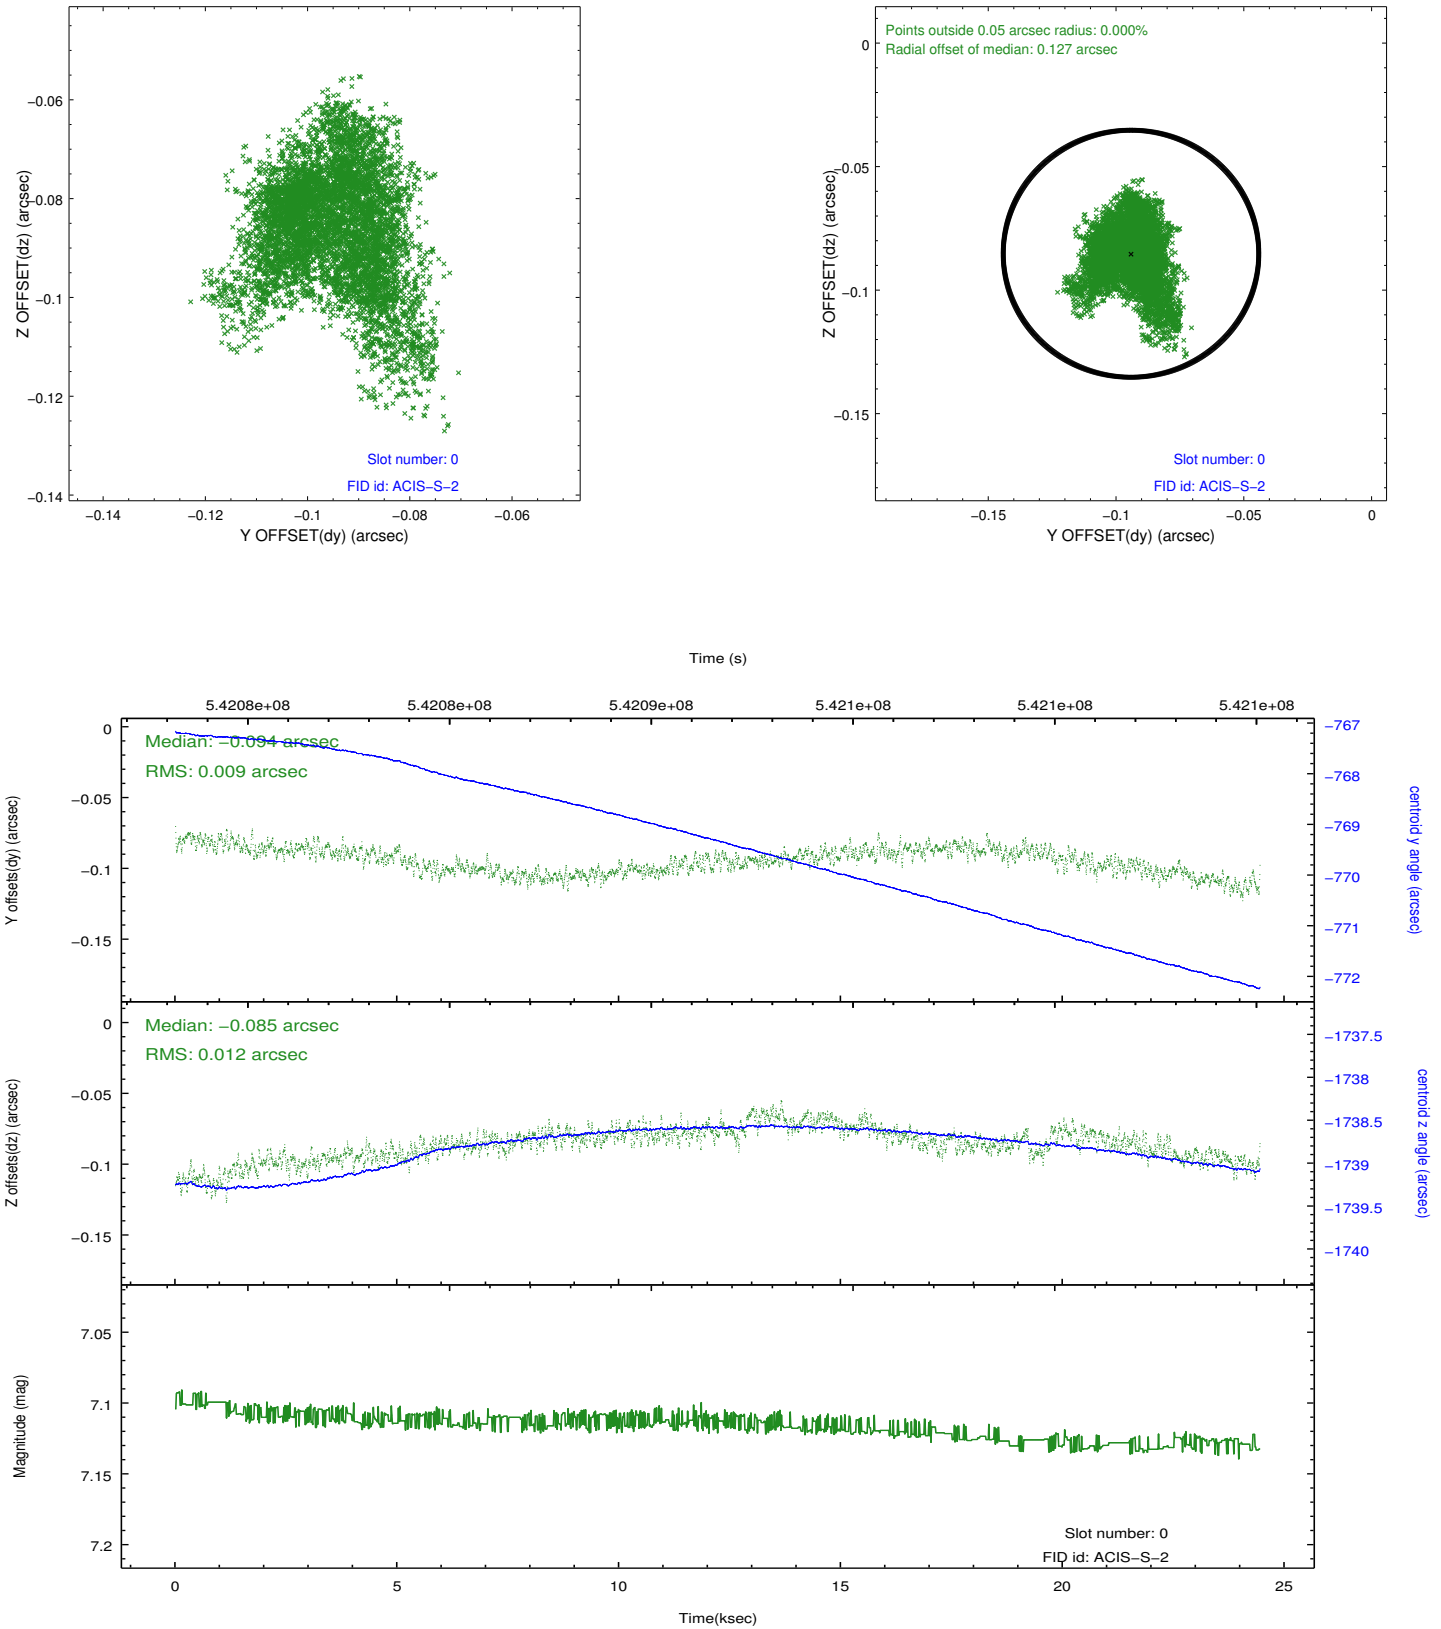 −0.06
−0.08
−0.1
−0.12
−0.14
Z OFFSET(dz) (arcsec)
Slot number: 0
FID id: ACIS−S−2
−0.14 −0.12 −0.1 −0.08 −0.06
Y OFFSET(dy) (arcsec)
Points outside 0.05 arcsec radius: 0.000%
Radial offset of median: 0.127 arcsec
0
−0.05
−0.1
−0.15
Z OFFSET(dz) (arcsec)
Slot number: 0
FID id: ACIS−S−2
−0.15 −0.1 −0.05 0
Y OFFSET(dy) (arcsec)
Time (s)
5.4208e+08 5.4208e+08 5.4209e+08 5.421e+08 5.421e+08 5.421e+08
Median: −0.094 arcsec
RMS: 0.009 arcsec
0
−0.05
−0.1
−0.15
Y offsets(dy) (arcsec)
−767
−768
−769
−770
−771
−772
centroid y angle (arcsec)
Median: −0.085 arcsec
RMS: 0.012 arcsec
0
−0.05
−0.1
−0.15
Z offsets(dz) (arcsec)
−1737.5
−1738
−1738.5
−1739
−1739.5
−1740
centroid z angle (arcsec)
7.05
7.1
7.15
7.2
Magnitude (mag)
Slot number: 0
FID id: ACIS−S−2
0 5 10 15 20 25
Time(ksec)